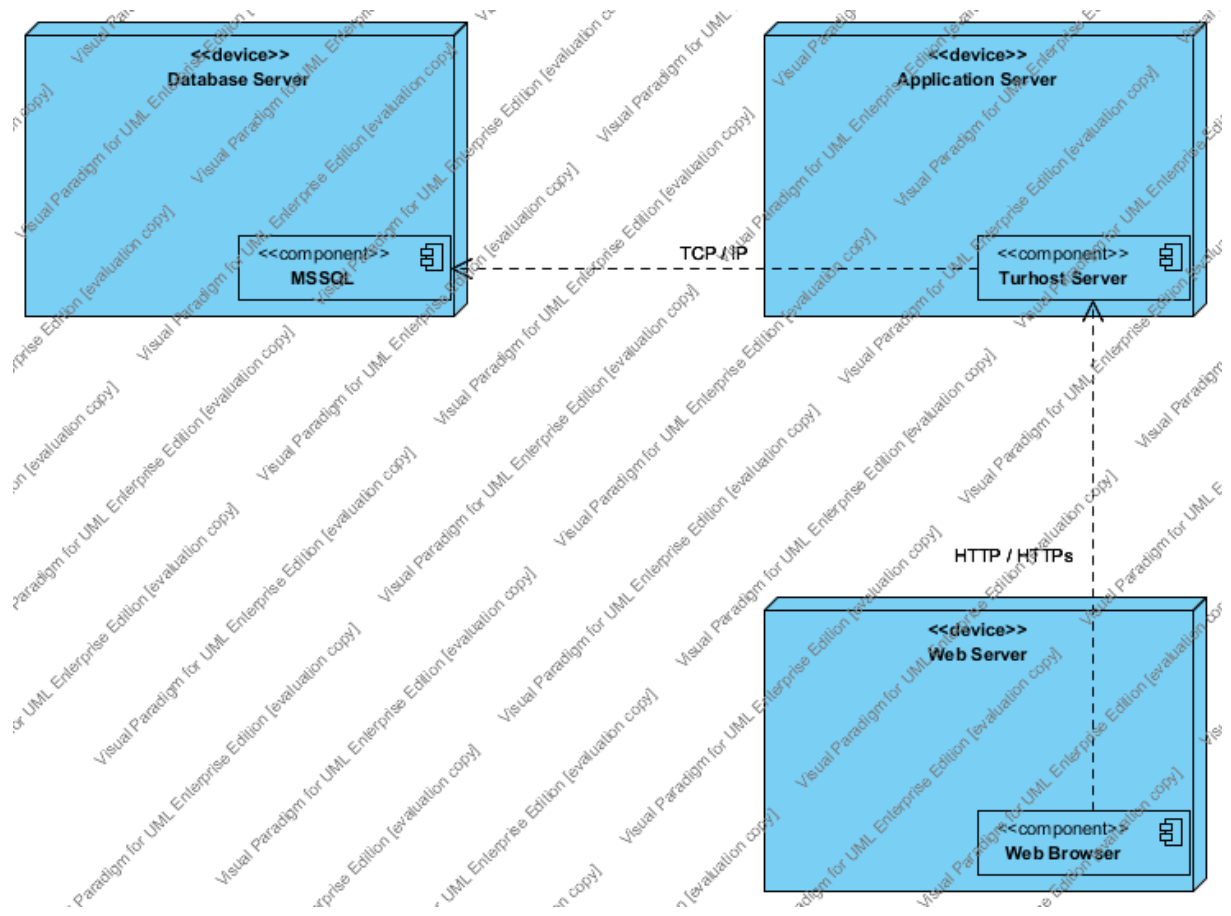 <<device>>
Database Server
<<component>>
MSSQL
TCP / IP
<<device>>
Application Server
<<component>>
Turhost Server
HTTP / HTTPs
<<device>>
Web Server
<<component>>
Web Browser
Visual Paradigm for UML Enterprise Edition [evaluation copy]